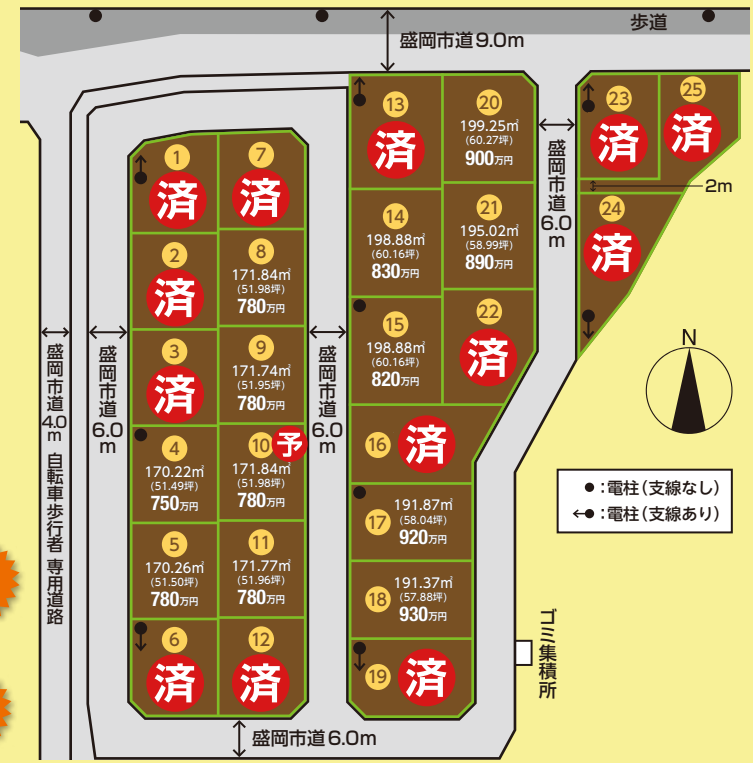 歩道
盛岡市道9.0m
1
済
7
済
2
済
8
171.84㎡
(51.98坪)
780万円
3
済
9
171.74㎡
(51.95坪)
780万円
4
170.22㎡
(51.49坪)
750万円
10
予
171.84㎡
(51.98坪)
780万円
5
170.26㎡
(51.50坪)
780万円
11
171.77㎡
(51.96坪)
780万円
6
済
12
済
13
済
20
199.25㎡
(60.27坪)
900万円
14
198.88㎡
(60.16坪)
830万円
21
195.02㎡
(58.99坪)
890万円
15
198.88㎡
(60.16坪)
820万円
22
済
16
済
17
191.87㎡
(58.04坪)
920万円
18
191.37㎡
(57.88坪)
930万円
19
済
23
済
25
済
24
済
2m
盛岡市道4.0m 自転車歩行者 専用道路
盛岡市道6.0m
盛岡市道6.0m
盛岡市道6.0m
盛岡市道6.0m
N
●:電柱(支線なし)
↔●:電柱(支線あり)
ゴミ集積所